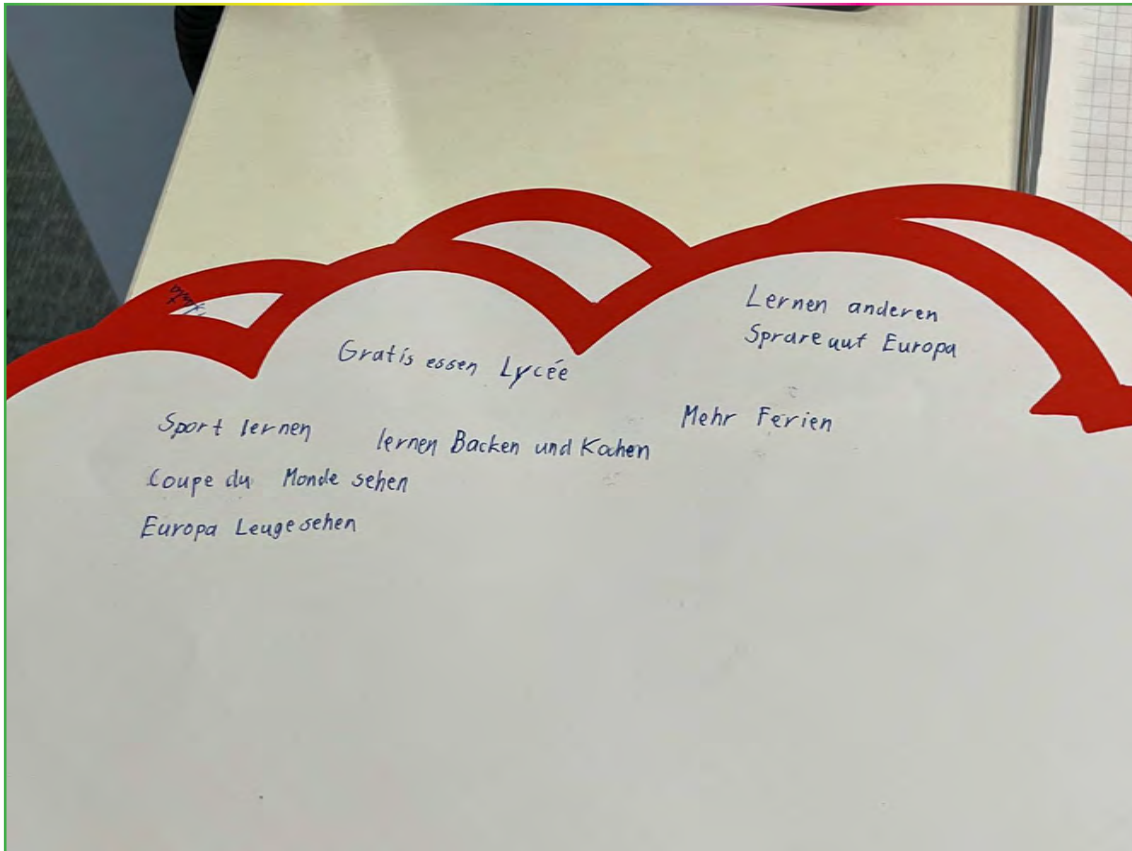 Lernen anderen
Sprare auf Europa
Gratis essen Lycée
Mehr Ferien
Sport lernen
lernen Backen und Kochen
Coupe du Monde sehen
Europa Leuge sehen